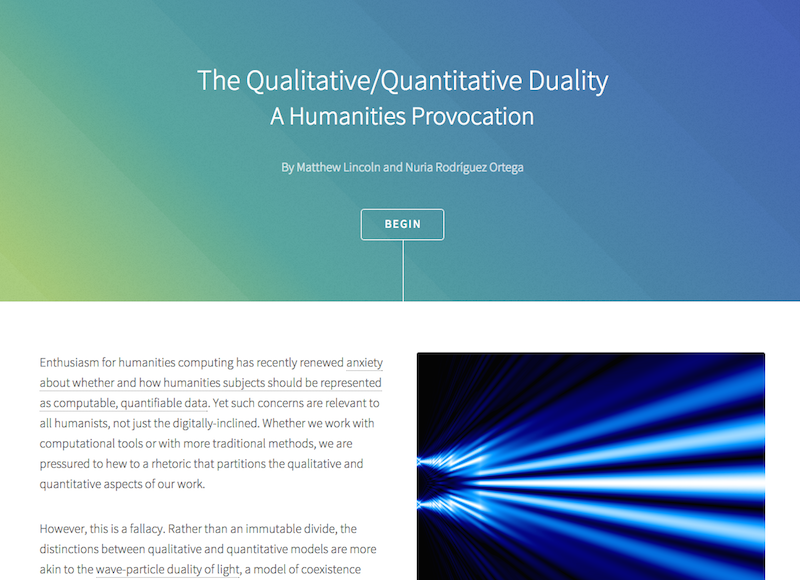 The Qualitative/Quantitative Duality
A Humanities Provocation
By Matthew Lincoln and Nuria Rodríguez Ortega
BEGIN
Enthusiasm for humanities computing has recently renewed anxiety
about whether and how humanities subjects should be represented
as computable, quantifiable data. Yet such concerns are relevant to
all humanists, not just the digitally-inclined. Whether we work with
computational tools or with more traditional methods, we are
pressured to hew to a rhetoric that partitions the qualitative and
quantitative aspects of our work.
However, this is a fallacy. Rather than an immutable divide, the
distinctions between qualitative and quantitative models are more
akin to the wave-particle duality of light, a model of coexistence